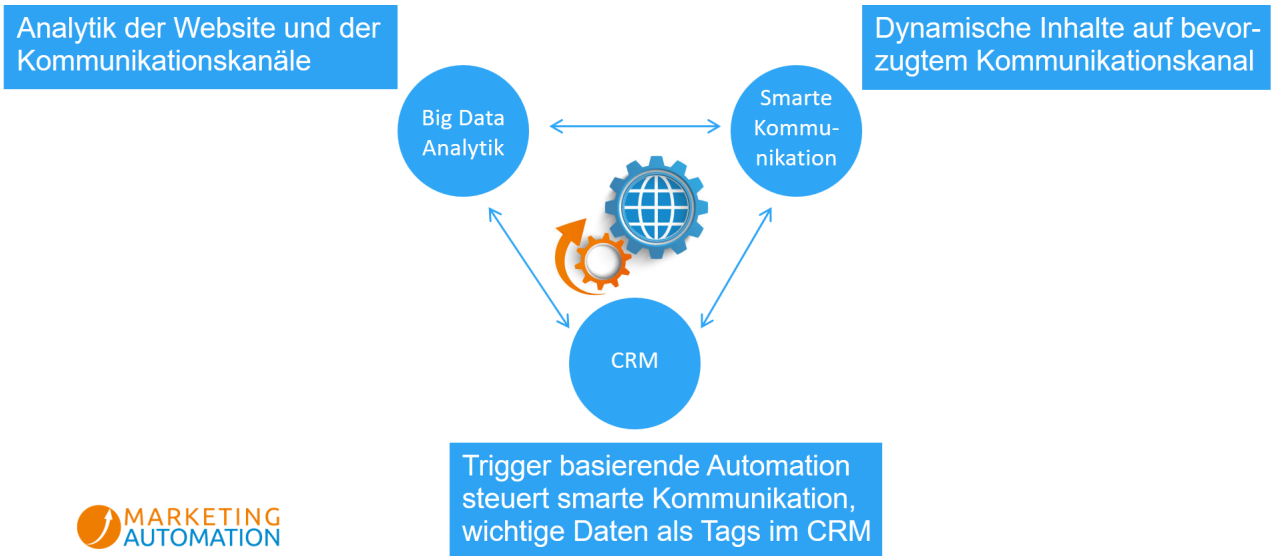 Analytik der Website und der
Kommunikationskanäle
Dynamische Inhalte auf bevor-
zugtem Kommunikationskanal
Big Data
Analytik
Smarte
Kommu-
nikation
CRM
Trigger basierende Automation
steuert smarte Kommunikation,
wichtige Daten als Tags im CRM
MARKETING
AUTOMATION